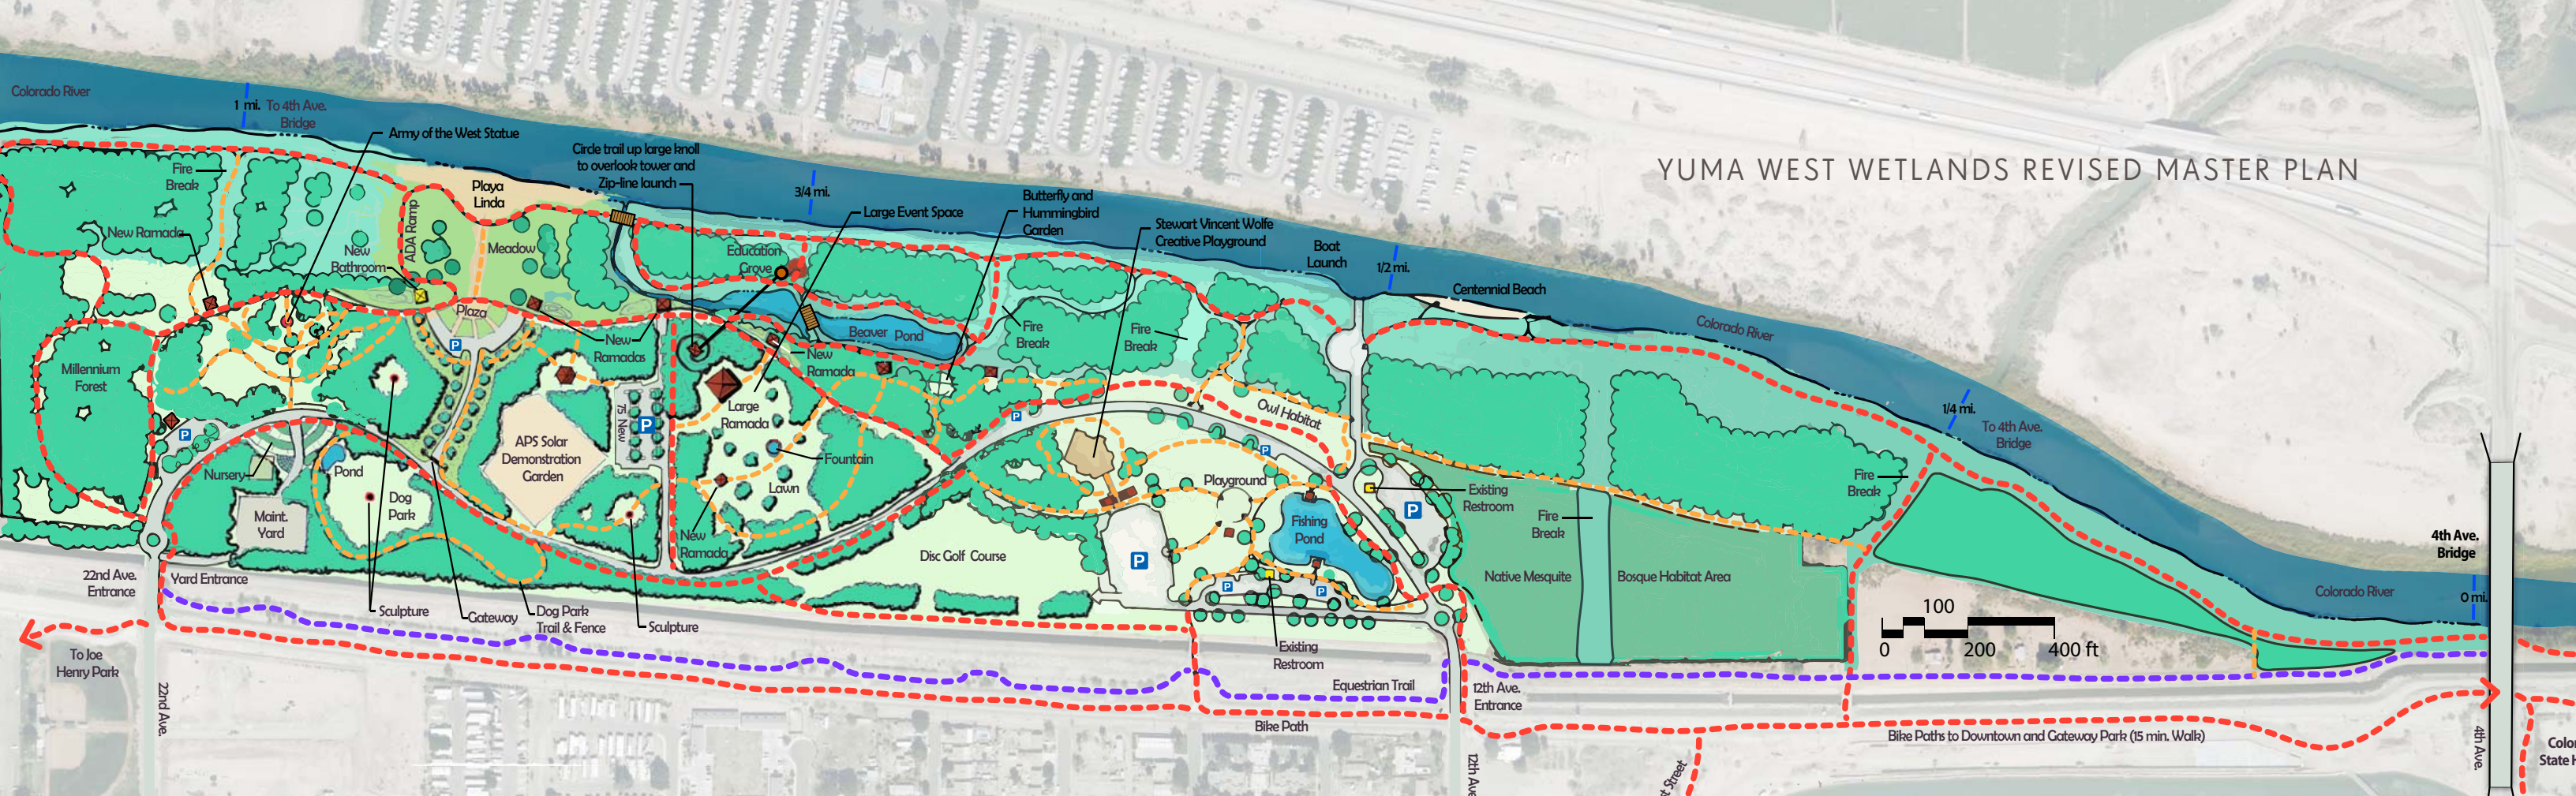 YUMA WEST WETLANDS REVISED MASTER PLAN
Colorado River
1 mi.
To 4th Ave.
Bridge
Army of the West Statue
Fire
Break
Circle trail up large knoll
to overlook tower and
Zip-line launch
3/4 mi.
Playa
Linda
ADA Ramp
Meadow
New Ramada
New
Bathroom
Large Event Space
Butterfly and
Hummingbird
Garden
Stewart Vincent Wolfe
Creative Playground
Education
Grove
Boat
Launch
1/2 mi.
Centennial Beach
Colorado River
Plaza
P
New
Ramadas
Beaver Pond
New
Ramada
Fire
Break
Fire
Break
Millennium
Forest
1/4 mi.
To 4th Ave.
Bridge
Large
Ramada
Owl Habitat
75 New
P
P
P
P
APS Solar
Demonstration
Garden
Fountain
Nursery
Pond
Dog
Park
Lawn
Playground
Fire
Break
Existing
Restroom
P
Maint.
Yard
New
Ramada
Fishing
Pond
Fire
Break
Disc Golf Course
P
22nd Ave.
Entrance
Yard Entrance
P
P
Native Mesquite
Bosque Habitat Area
4th Ave.
Bridge
Colorado River
0 mi.
Sculpture
Gateway
Dog Park
Trail & Fence
Sculpture
100
0
200
400 ft
To Joe
Henry Park
Existing
Restroom
Equestrian Trail
12th Ave.
Entrance
22nd Ave.
Bike Path
Bike Paths to Downtown and Gateway Park (15 min. Walk)
4th Ave.
12th Ave
Street
Color
State H